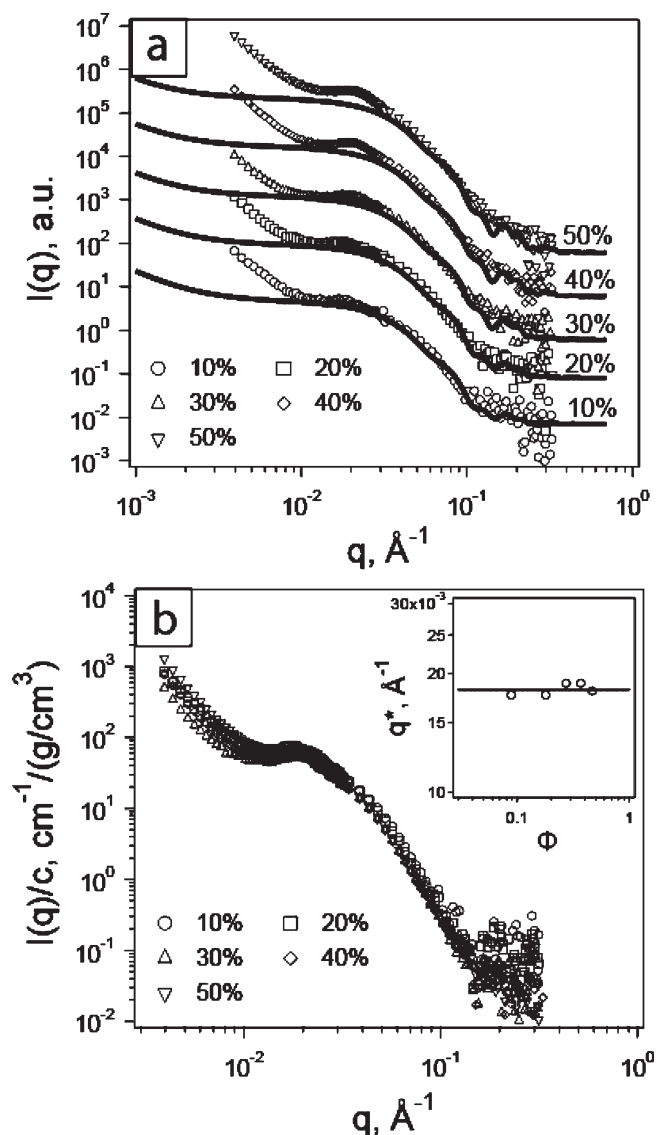 a
10⁷
10⁶
10⁵
10⁴
10³
10²
10¹
10⁰
10⁻¹
10⁻²
10⁻³
I(q), a.u.
50%
40%
30%
20%
10%
○ 10% □ 20%
△ 30% ◇ 40%
▽ 50%
10⁻³ 10⁻² 10⁻¹ 10⁰
q, Å⁻¹
b
10⁴
10³
10²
10¹
10⁰
10⁻¹
10⁻²
I(q)/c, cm⁻¹/(g/cm³)
30x10⁻³
25
20
15
10
q*, Å⁻¹
0.1 1
Φ
○ 10% □ 20%
△ 30% ◇ 40%
▽ 50%
10⁻² 10⁻¹ 10⁰
q, Å⁻¹